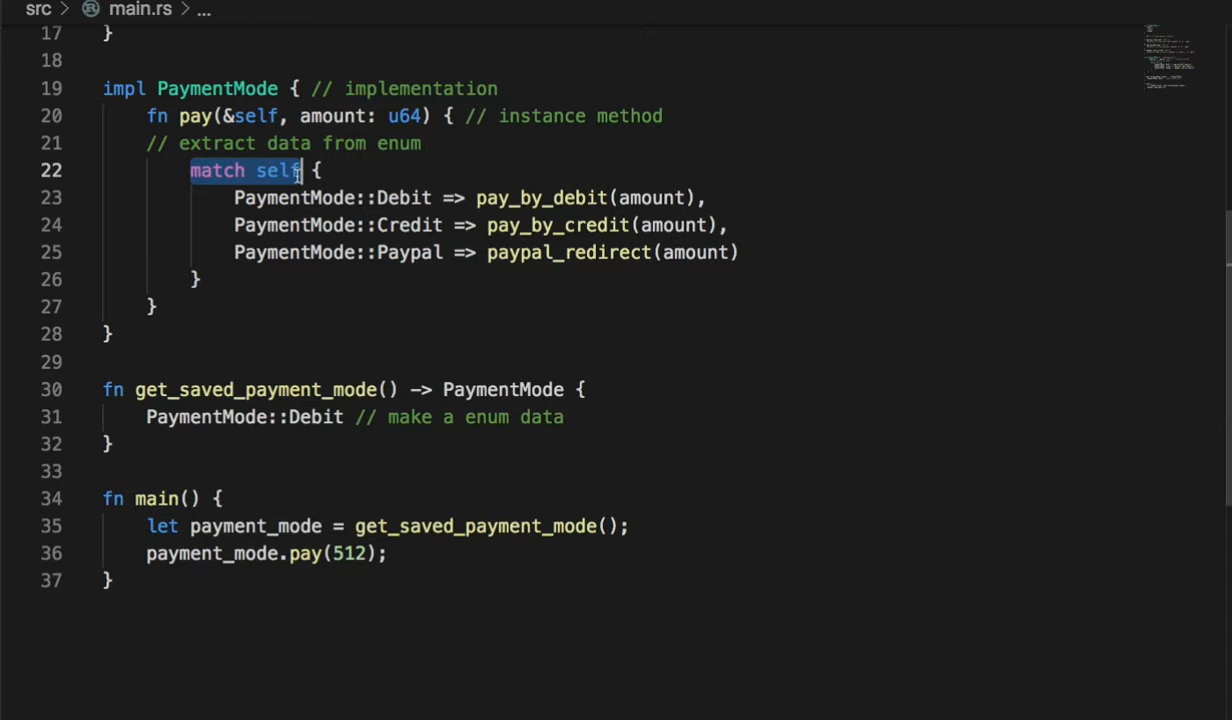 src > main.rs > ...
17 }
18
19 impl PaymentMode { // implementation
20 fn pay(&self, amount: u64) { // instance method
21 // extract data from enum
22 match self {
23 PaymentMode::Debit => pay_by_debit(amount),
24 PaymentMode::Credit => pay_by_credit(amount),
25 PaymentMode::Paypal => paypal_redirect(amount)
26 }
27 }
28 }
29
30 fn get_saved_payment_mode() -> PaymentMode {
31 PaymentMode::Debit // make a enum data
32 }
33
34 fn main() {
35 let payment_mode = get_saved_payment_mode();
36 payment_mode.pay(512);
37 }